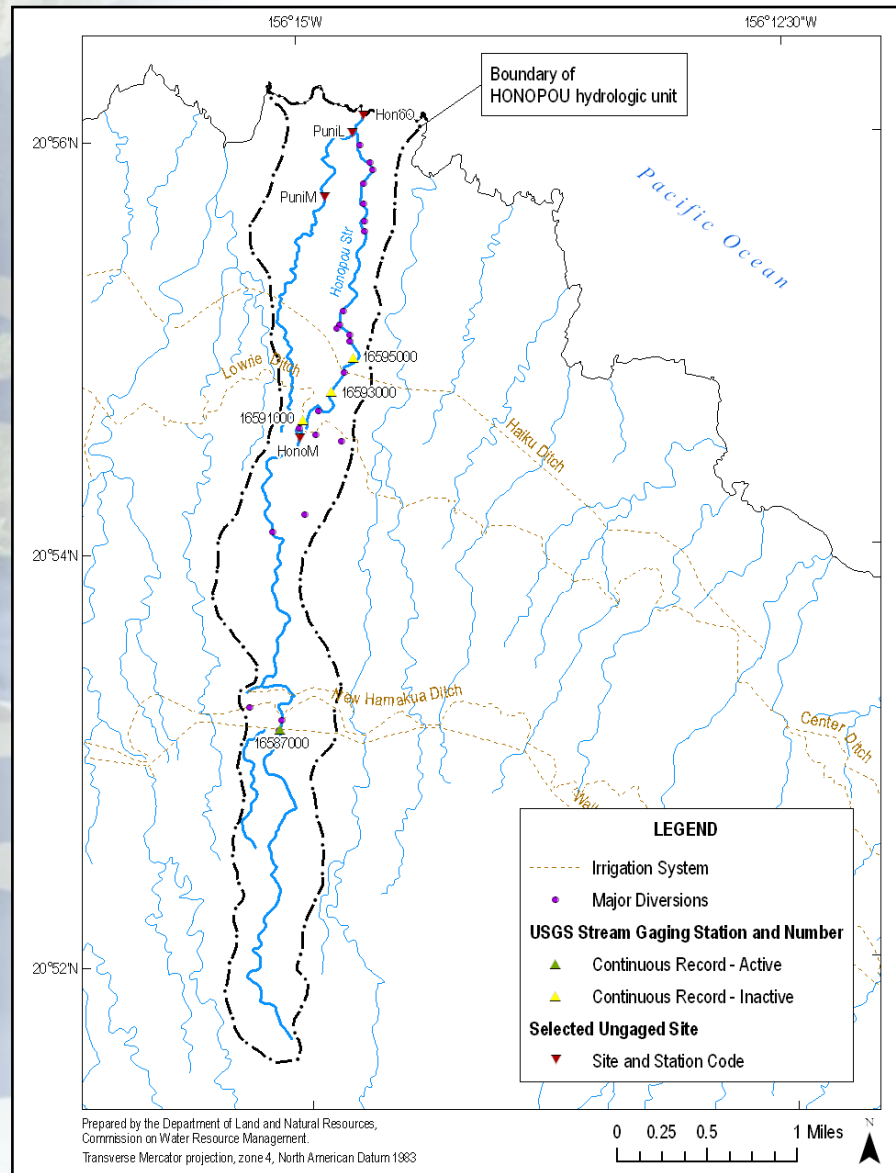 156°15'W
156°12'30"W
Boundary of
HONOPOU hydrologic unit
20°56'N
PuniL
PuniM
Honopou Str
Pacific Ocean
16595000
Lowrie Ditch
16593000
16591000
HonoM
Haiku Ditch
20°54'N
New Hamakua Ditch
16587000
Center Ditch
LEGEND
Irrigation System
Major Diversions
USGS Stream Gaging Station and Number
Continuous Record - Active
Continuous Record - Inactive
Selected Ungaged Site
Site and Station Code
20°52'N
Prepared by the Department of Land and Natural Resources,
Commission on Water Resource Management.
Transverse Mercator projection, zone 4, North American Datum 1983
0 0.25 0.5 1 Miles
N